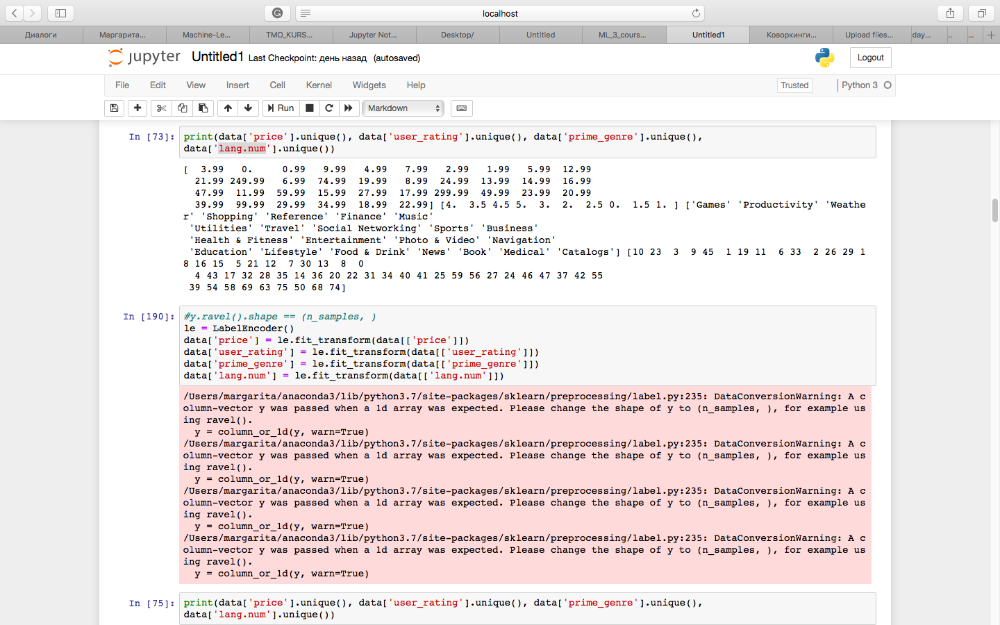 localhost
Диалоги Маргарита... Machine-Le... TMO_KURS... Jupyter Not... Desktop/ Untitled ML_3_cours... Untitled1 Коворкинги... Upload files... day... .. ...
jupyter Untitled1 Last Checkpoint: день назад (autosaved) Logout
File Edit View Insert Cell Kernel Widgets Help Trusted Python 3
Run Markdown
In [73]: print(data['price'].unique(), data['user_rating'].unique(), data['prime_genre'].unique(),
data['lang.num'].unique())
[ 3.99 0. 0.99 9.99 4.99 7.99 2.99 1.99 5.99 12.99
21.99 249.99 6.99 74.99 19.99 8.99 24.99 13.99 14.99 16.99
47.99 11.99 59.99 15.99 27.99 17.99 299.99 49.99 23.99 20.99
39.99 99.99 29.99 34.99 18.99 22.99] [4. 3.5 4.5 5. 3. 2. 2.5 0. 1.5 1. ] ['Games' 'Productivity' 'Weathe
r' 'Shopping' 'Reference' 'Finance' 'Music'
'Utilities' 'Travel' 'Social Networking' 'Sports' 'Business'
'Health & Fitness' 'Entertainment' 'Photo & Video' 'Navigation'
'Education' 'Lifestyle' 'Food & Drink' 'News' 'Book' 'Medical' 'Catalogs'] [10 23 3 9 45 1 19 11 6 33 2 26 29 1
8 16 15 5 21 12 7 30 13 8 0
4 43 17 32 28 35 14 36 20 22 31 34 40 41 25 59 56 27 24 46 47 37 42 55
39 54 58 69 63 75 50 68 74]
In [190]: #y.ravel().shape == (n_samples, )
le = LabelEncoder()
data['price'] = le.fit_transform(data[['price']])
data['user_rating'] = le.fit_transform(data[['user_rating']])
data['prime_genre'] = le.fit_transform(data[['prime_genre']])
data['lang.num'] = le.fit_transform(data[['lang.num']])
/Users/margarita/anaconda3/lib/python3.7/site-packages/sklearn/preprocessing/label.py:235: DataConversionWarning: A c
olumn-vector y was passed when a 1d array was expected. Please change the shape of y to (n_samples, ), for example us
ing ravel().
y = column_or_1d(y, warn=True)
/Users/margarita/anaconda3/lib/python3.7/site-packages/sklearn/preprocessing/label.py:235: DataConversionWarning: A c
olumn-vector y was passed when a 1d array was expected. Please change the shape of y to (n_samples, ), for example us
ing ravel().
y = column_or_1d(y, warn=True)
/Users/margarita/anaconda3/lib/python3.7/site-packages/sklearn/preprocessing/label.py:235: DataConversionWarning: A c
olumn-vector y was passed when a 1d array was expected. Please change the shape of y to (n_samples, ), for example us
ing ravel().
y = column_or_1d(y, warn=True)
/Users/margarita/anaconda3/lib/python3.7/site-packages/sklearn/preprocessing/label.py:235: DataConversionWarning: A c
olumn-vector y was passed when a 1d array was expected. Please change the shape of y to (n_samples, ), for example us
ing ravel().
y = column_or_1d(y, warn=True)
In [75]: print(data['price'].unique(), data['user_rating'].unique(), data['prime_genre'].unique(),
data['lang.num'].unique())